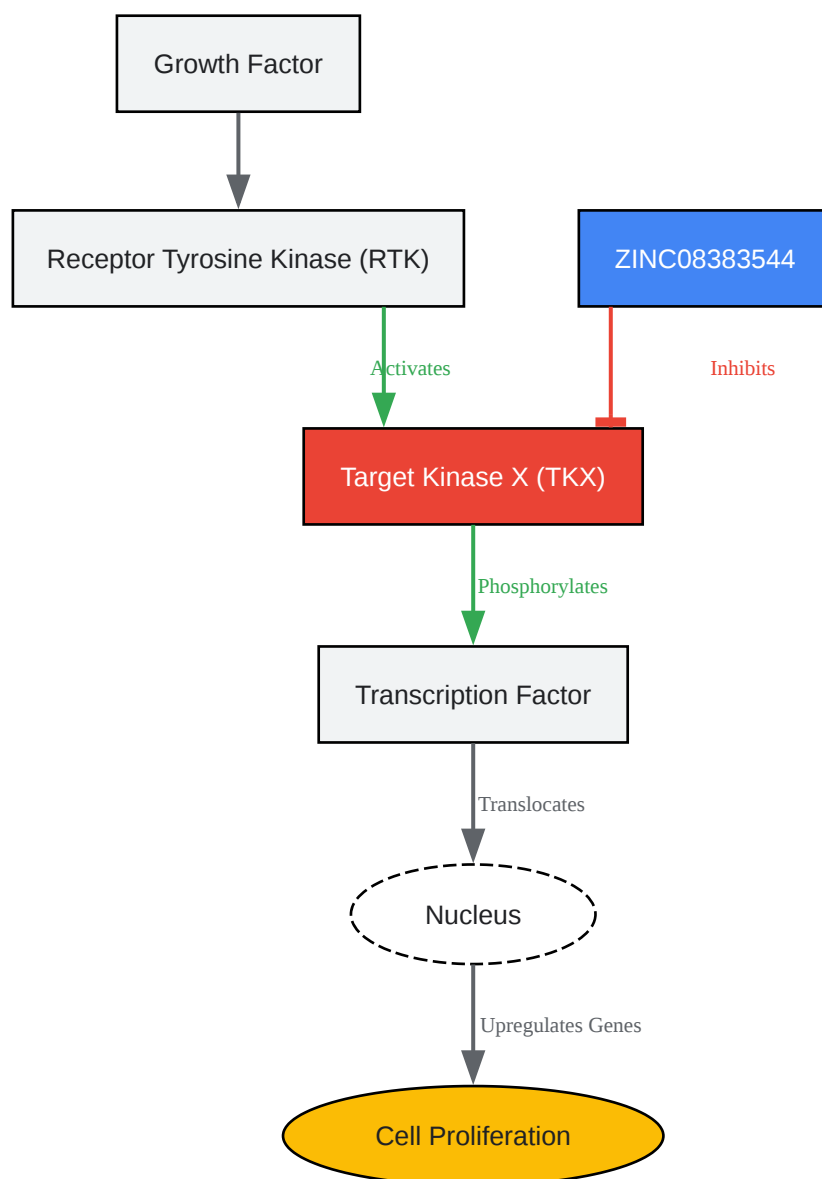 Growth Factor
Receptor Tyrosine Kinase (RTK)
ZINC08383544
Activates
Inhibits
Target Kinase X (TKX)
Phosphorylates
Transcription Factor
Translocates
Nucleus
Upregulates Genes
Cell Proliferation